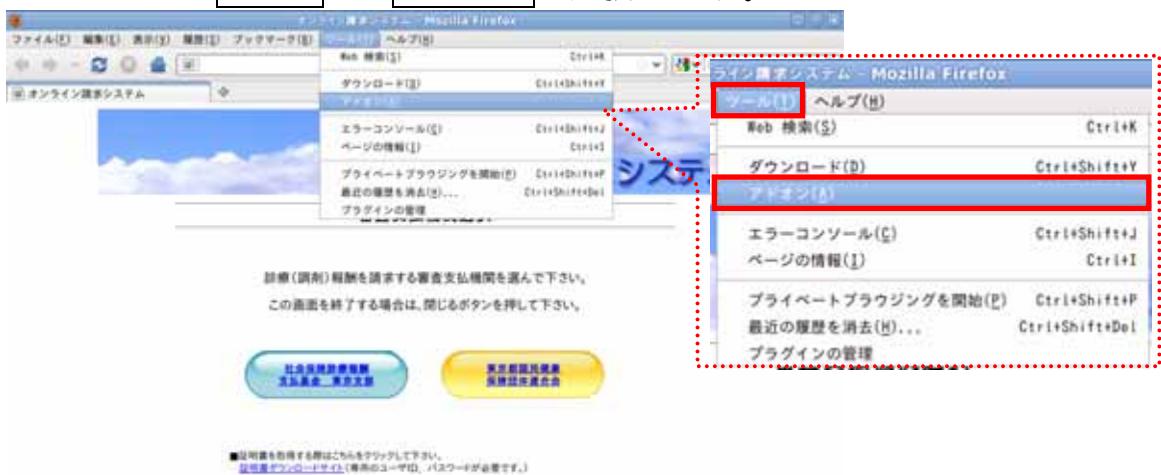 オンライン請求システム - Mozilla Firefox
ファイル(F) 編集(E) 表示(V) 履歴(S) ブックマーク(B) ツール(T) ヘルプ(H)
Web 検索(S) Ctrl+K
ダウンロード(D) Ctrl+Shift+Y
アドオン(A)
エラーコンソール(C) Ctrl+Shift+J
ページの情報(I) Ctrl+I
プライベートブラウジングを開始(P) Ctrl+Shift+P
最近の履歴を消去(H)... Ctrl+Shift+Del
プラグインの管理
オンライン請求システム
システ
診療(調剤)報酬を請求する審査支払機関を選んで下さい。
この画面を終了する場合は、閉じるボタンを押して下さい。
社会保険診療報酬
支払基金 東京支部
東京都国民健康
保険団体連合会
■証明書を取得する際はこちらをクリックして下さい。
証明書ダウンロードサイト(専用のユーザID、パスワードが必要です。)
ライン請求システム - Mozilla Firefox
ツール(T) ヘルプ(H)
Web 検索(S) Ctrl+K
ダウンロード(D) Ctrl+Shift+Y
アドオン(A)
エラーコンソール(C) Ctrl+Shift+J
ページの情報(I) Ctrl+I
プライベートブラウジングを開始(P) Ctrl+Shift+P
最近の履歴を消去(H)... Ctrl+Shift+Del
プラグインの管理